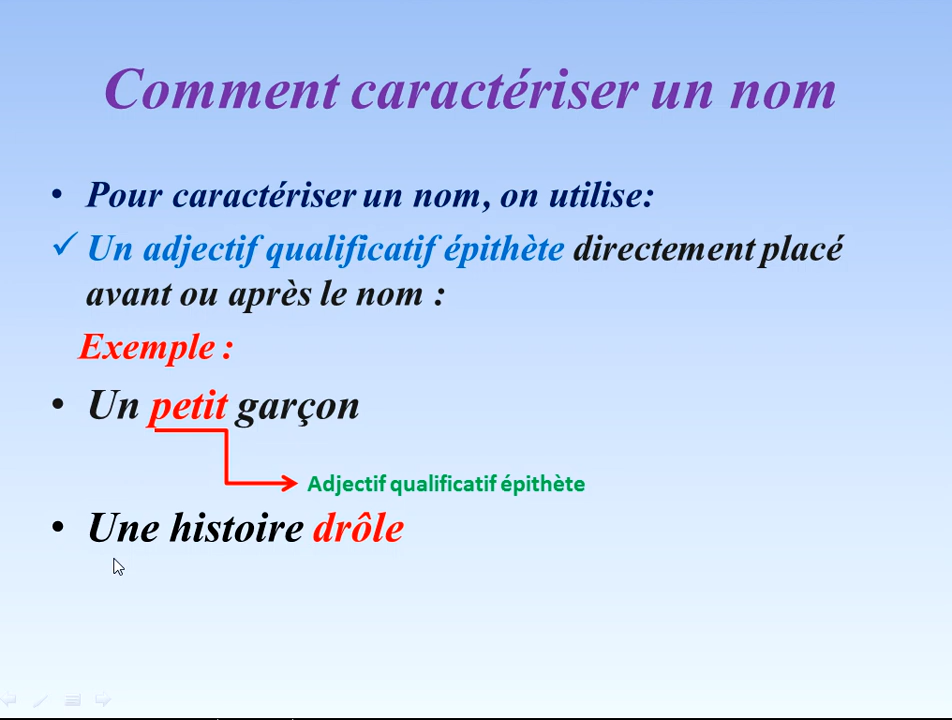 Comment caractériser un nom
• Pour caractériser un nom, on utilise:
✓ Un adjectif qualificatif épithète directement placé
avant ou après le nom :
Exemple :
• Un petit garçon
Adjectif qualificatif épithète
• Une histoire drôle